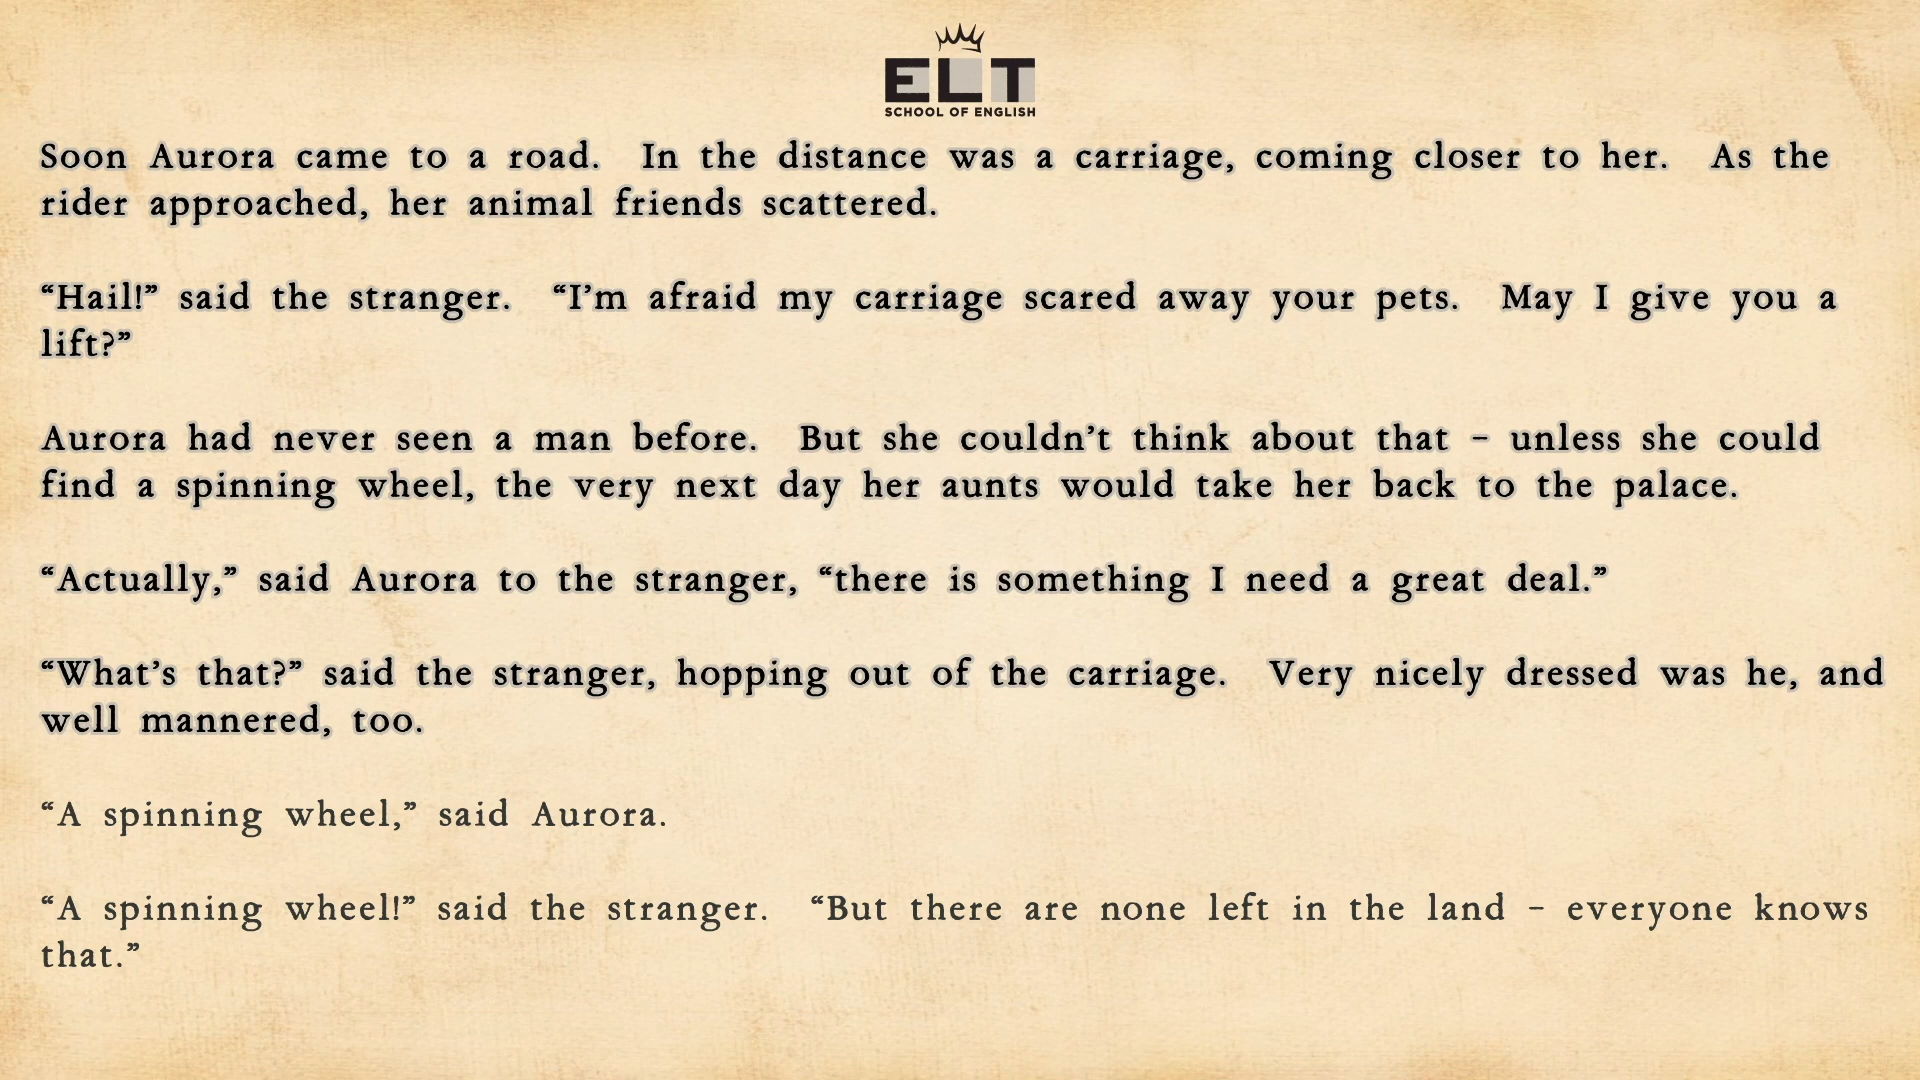 ELT
SCHOOL OF ENGLISH
Soon Aurora came to a road.  In the distance was a carriage, coming closer to her.  As the
rider approached, her animal friends scattered.
“Hail!” said the stranger.  “I’m afraid my carriage scared away your pets.  May I give you a
lift?”
Aurora had never seen a man before.  But she couldn’t think about that – unless she could
find a spinning wheel, the very next day her aunts would take her back to the palace.
“Actually,” said Aurora to the stranger, “there is something I need a great deal.”
“What’s that?” said the stranger, hopping out of the carriage.  Very nicely dressed was he, and
well mannered, too.
“A spinning wheel,” said Aurora.
“A spinning wheel!” said the stranger.  “But there are none left in the land – everyone knows
that.”